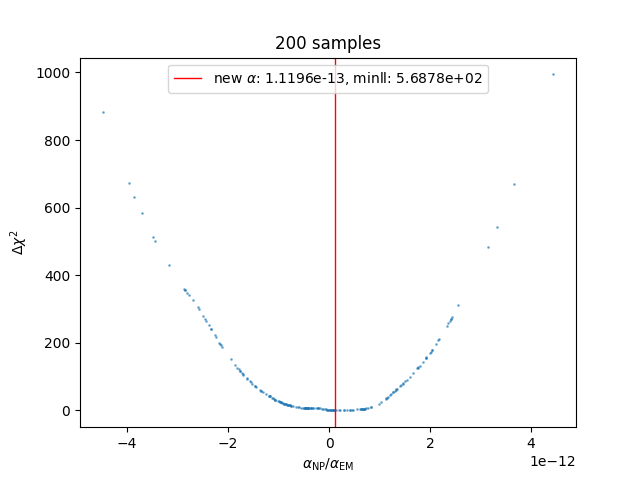 200 samples
new α: 1.1196e-13, minll: 5.6878e+02
Δχ²
1000
800
600
400
200
0
−4
−2
0
2
4
1e−12
α_NP/α_EM